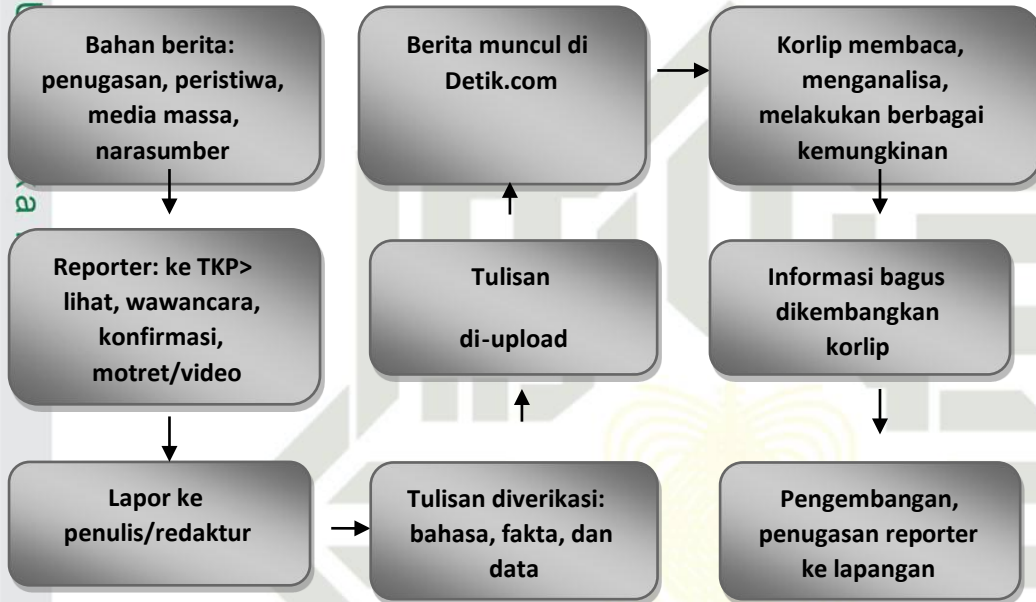 Bahan berita:
penugasan, peristiwa,
media massa,
narasumber
Reporter: ke TKP>
lihat, wawancara,
konfirmasi,
motret/video
Lapor ke
penulis/redaktur
Tulisan diverikasi:
bahasa, fakta, dan
data
Tulisan
di-upload
Berita muncul di
Detik.com
Korlip membaca,
menganalisa,
melakukan berbagai
kemungkinan
Informasi bagus
dikembangkan
korlip
Pengembangan,
penugasan reporter
ke lapangan